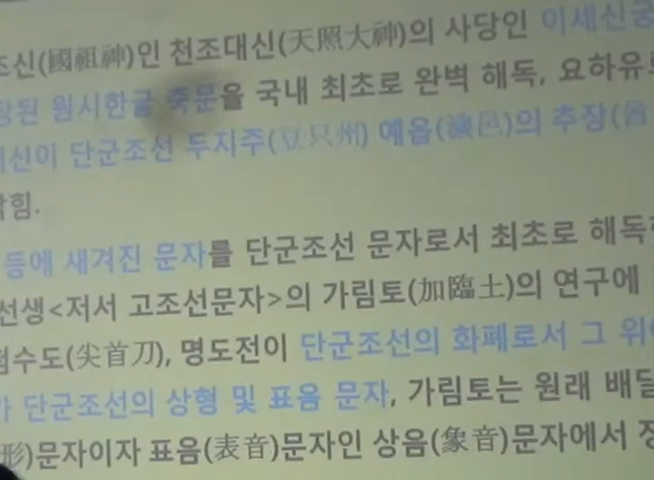 조신(國祖神)인 천조대신(天照大神)의 사당인 이세신궁
장된 원시한글 축문을 국내 최초로 완벽 해독, 요하유로
신이 단군조선 두지주(豆只州) 예읍(濊邑)의 추장(酋
밝힘.
등에 새겨진 문자를 단군조선 문자로서 최초로 해독
선생<저서 고조선문자>의 가림토(加臨土)의 연구에
첨수도(尖首刀), 명도전이 단군조선의 화폐로서 그 위에
단군조선의 상형 및 표음 문자, 가림토는 원래 배달
形)문자이자 표음(表音)문자인 상음(象音)문자에서 정